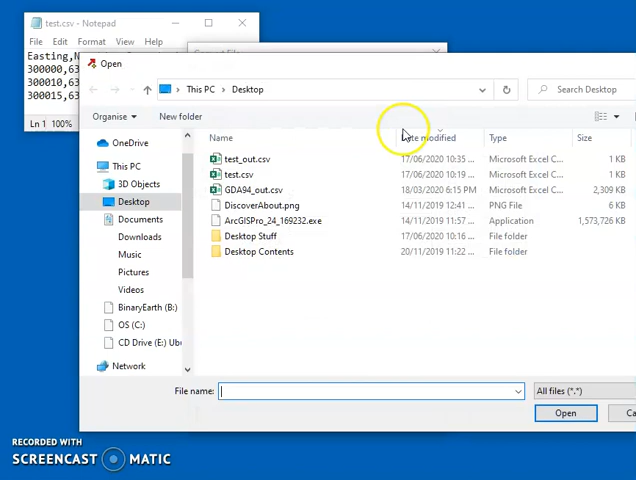 test.csv - Notepad
File Edit Format View Help
Easting,N
300000,63
300010,63
300015,63
Ln 1 100%
Open
This PC > Desktop
Search Desktop
Organise New folder
Name Date modified Type Size
OneDrive
This PC
3D Objects
Desktop
Documents
Downloads
Music
Pictures
Videos
BinaryEarth (B:)
OS (C:)
CD Drive (E:) Ubu
Network
test_out.csv 17/06/2020 10:35 ... Microsoft Excel C... 1 KB
test.csv 17/06/2020 10:19 ... Microsoft Excel C... 1 KB
GDA94_out.csv 18/03/2020 6:15 PM Microsoft Excel C... 2,309 KB
DiscoverAbout.png 14/11/2019 12:41 ... PNG File 6 KB
ArcGISPro_24_169232.exe 14/11/2019 11:57 ... Application 1,573,726 KB
Desktop Stuff 17/06/2020 10:16 ... File folder
Desktop Contents 20/11/2019 11:22 ... File folder
File name: All files (*.*)
Open Ca
RECORDED WITH
SCREENCAST MATIC